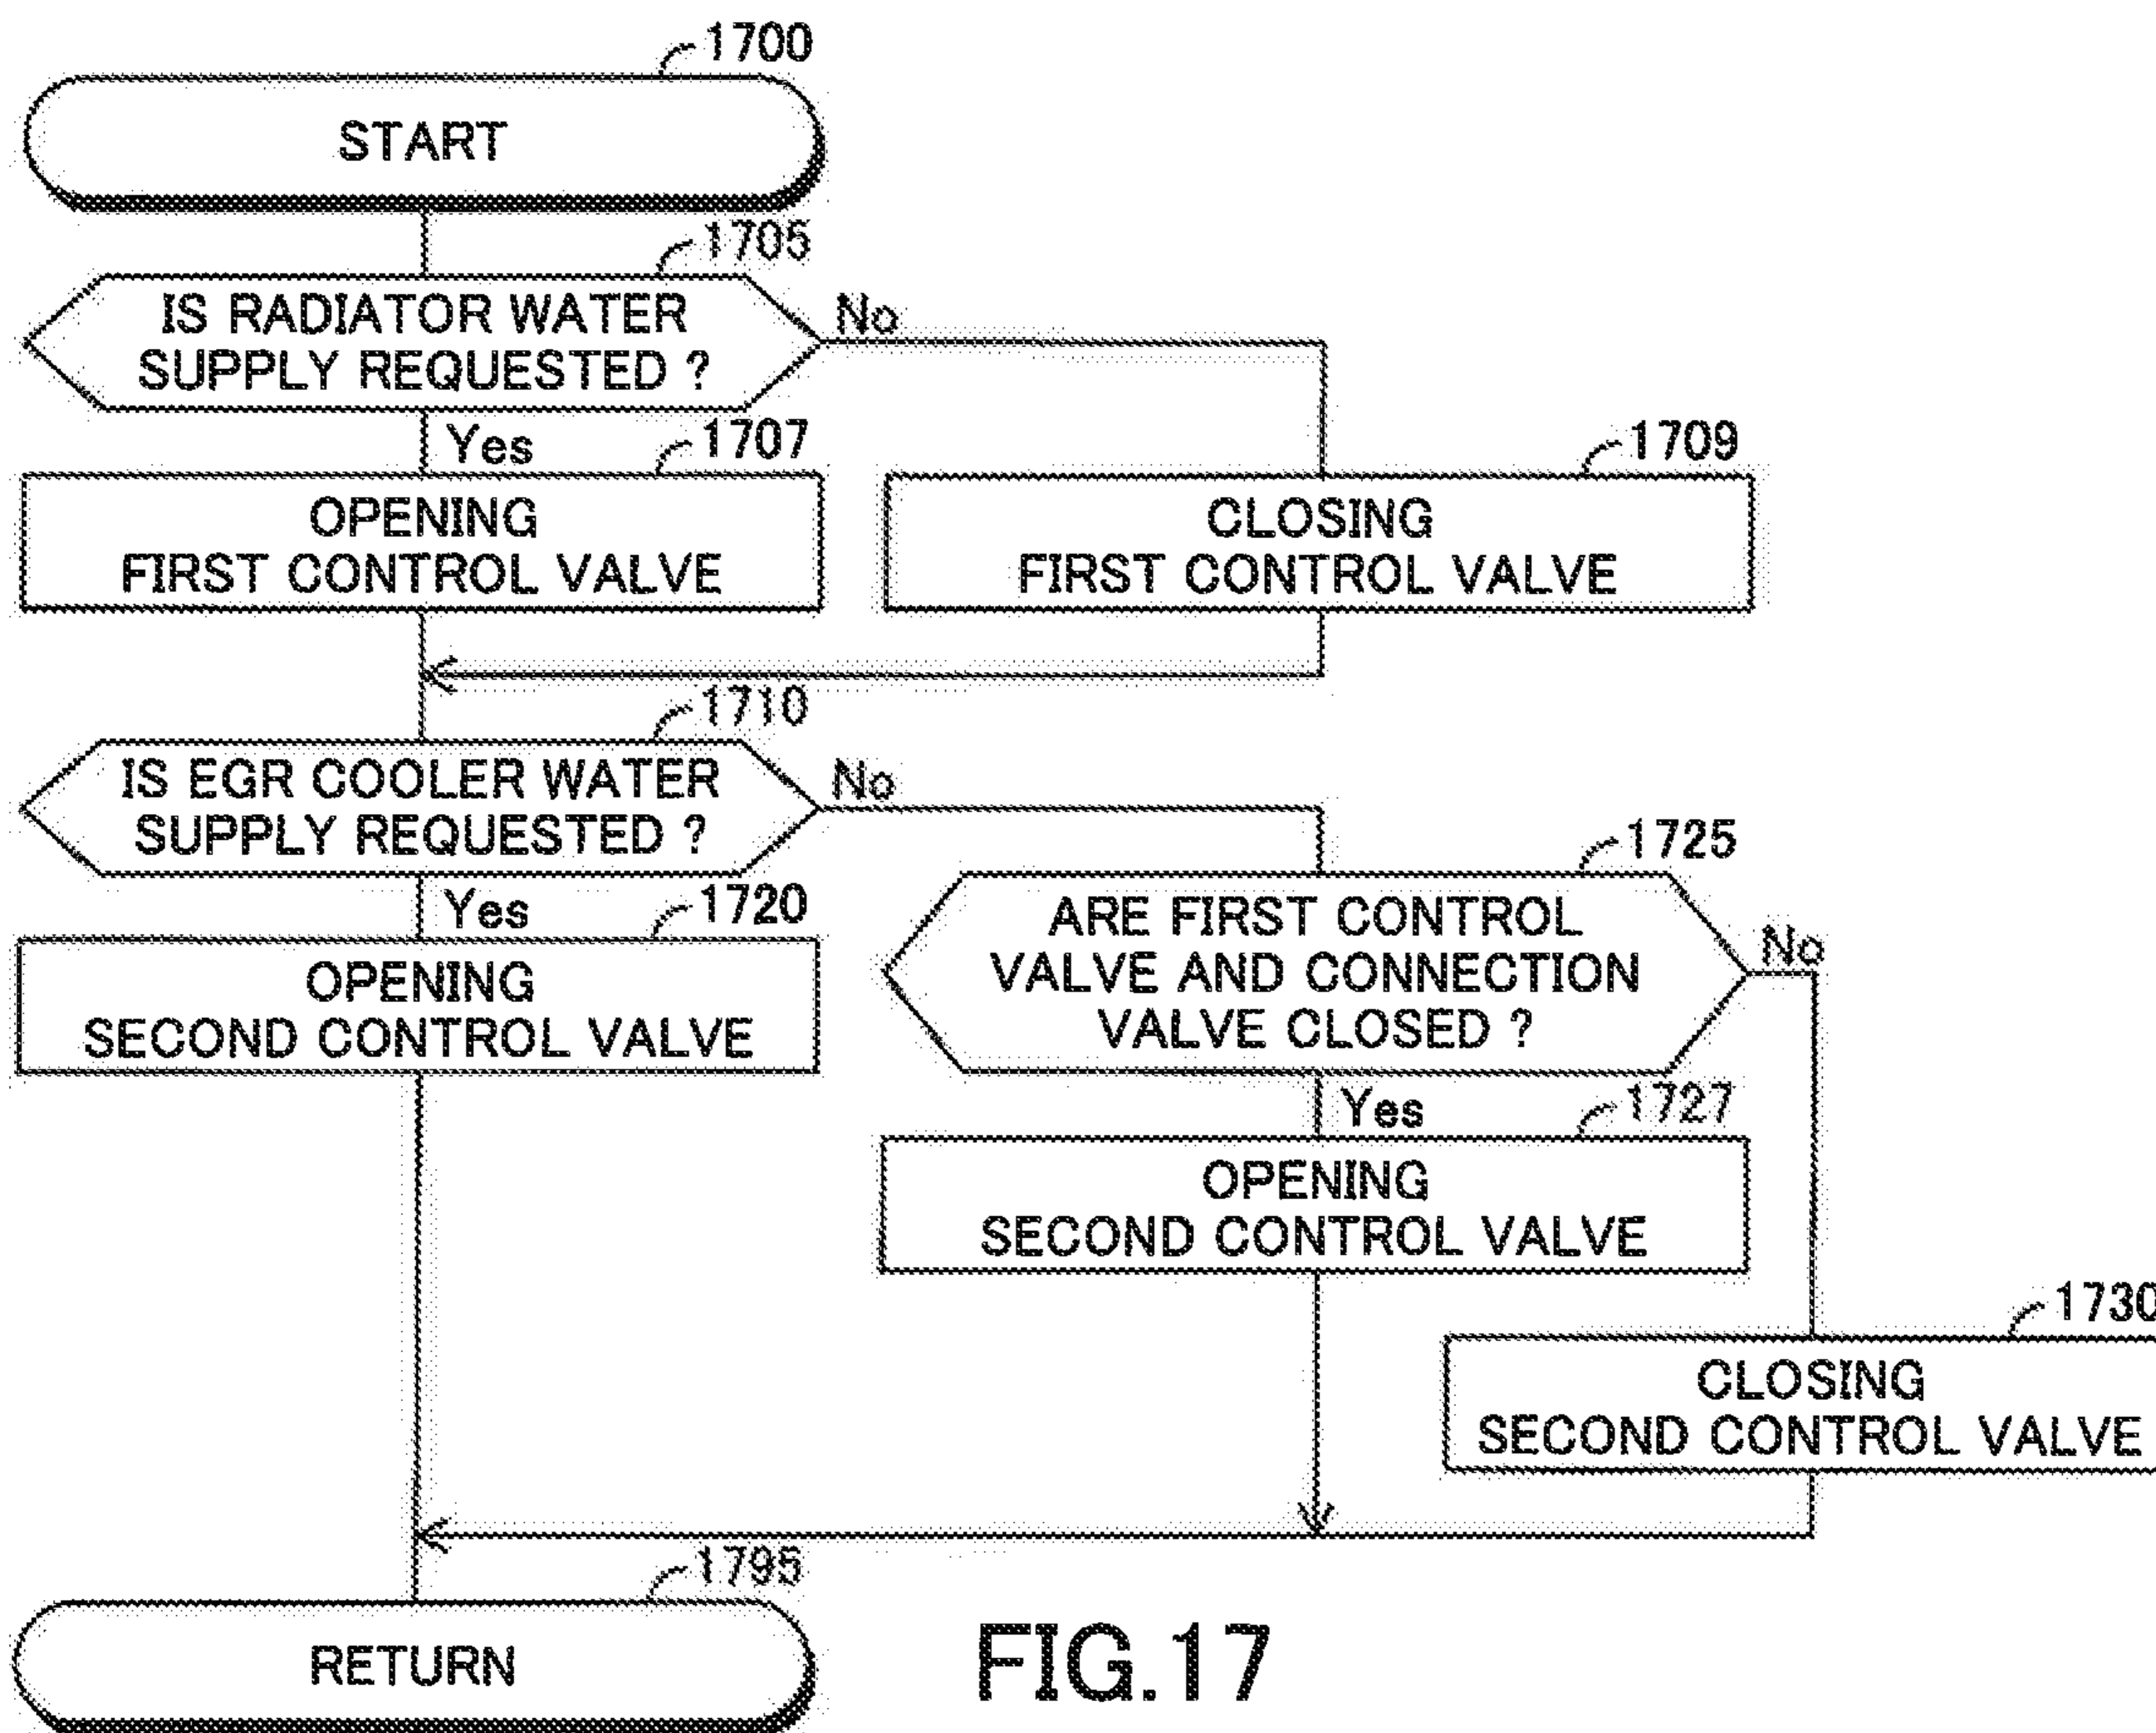 1700
START
1705
IS RADIATOR WATER
SUPPLY REQUESTED ?
No
Yes
1707
OPENING
FIRST CONTROL VALVE
1709
CLOSING
FIRST CONTROL VALVE
1710
IS EGR COOLER WATER
SUPPLY REQUESTED ?
No
Yes
1720
OPENING
SECOND CONTROL VALVE
1725
ARE FIRST CONTROL
VALVE AND CONNECTION
VALVE CLOSED ?
No
Yes
1727
OPENING
SECOND CONTROL VALVE
1730
CLOSING
SECOND CONTROL VALVE
1795
RETURN
FIG.17